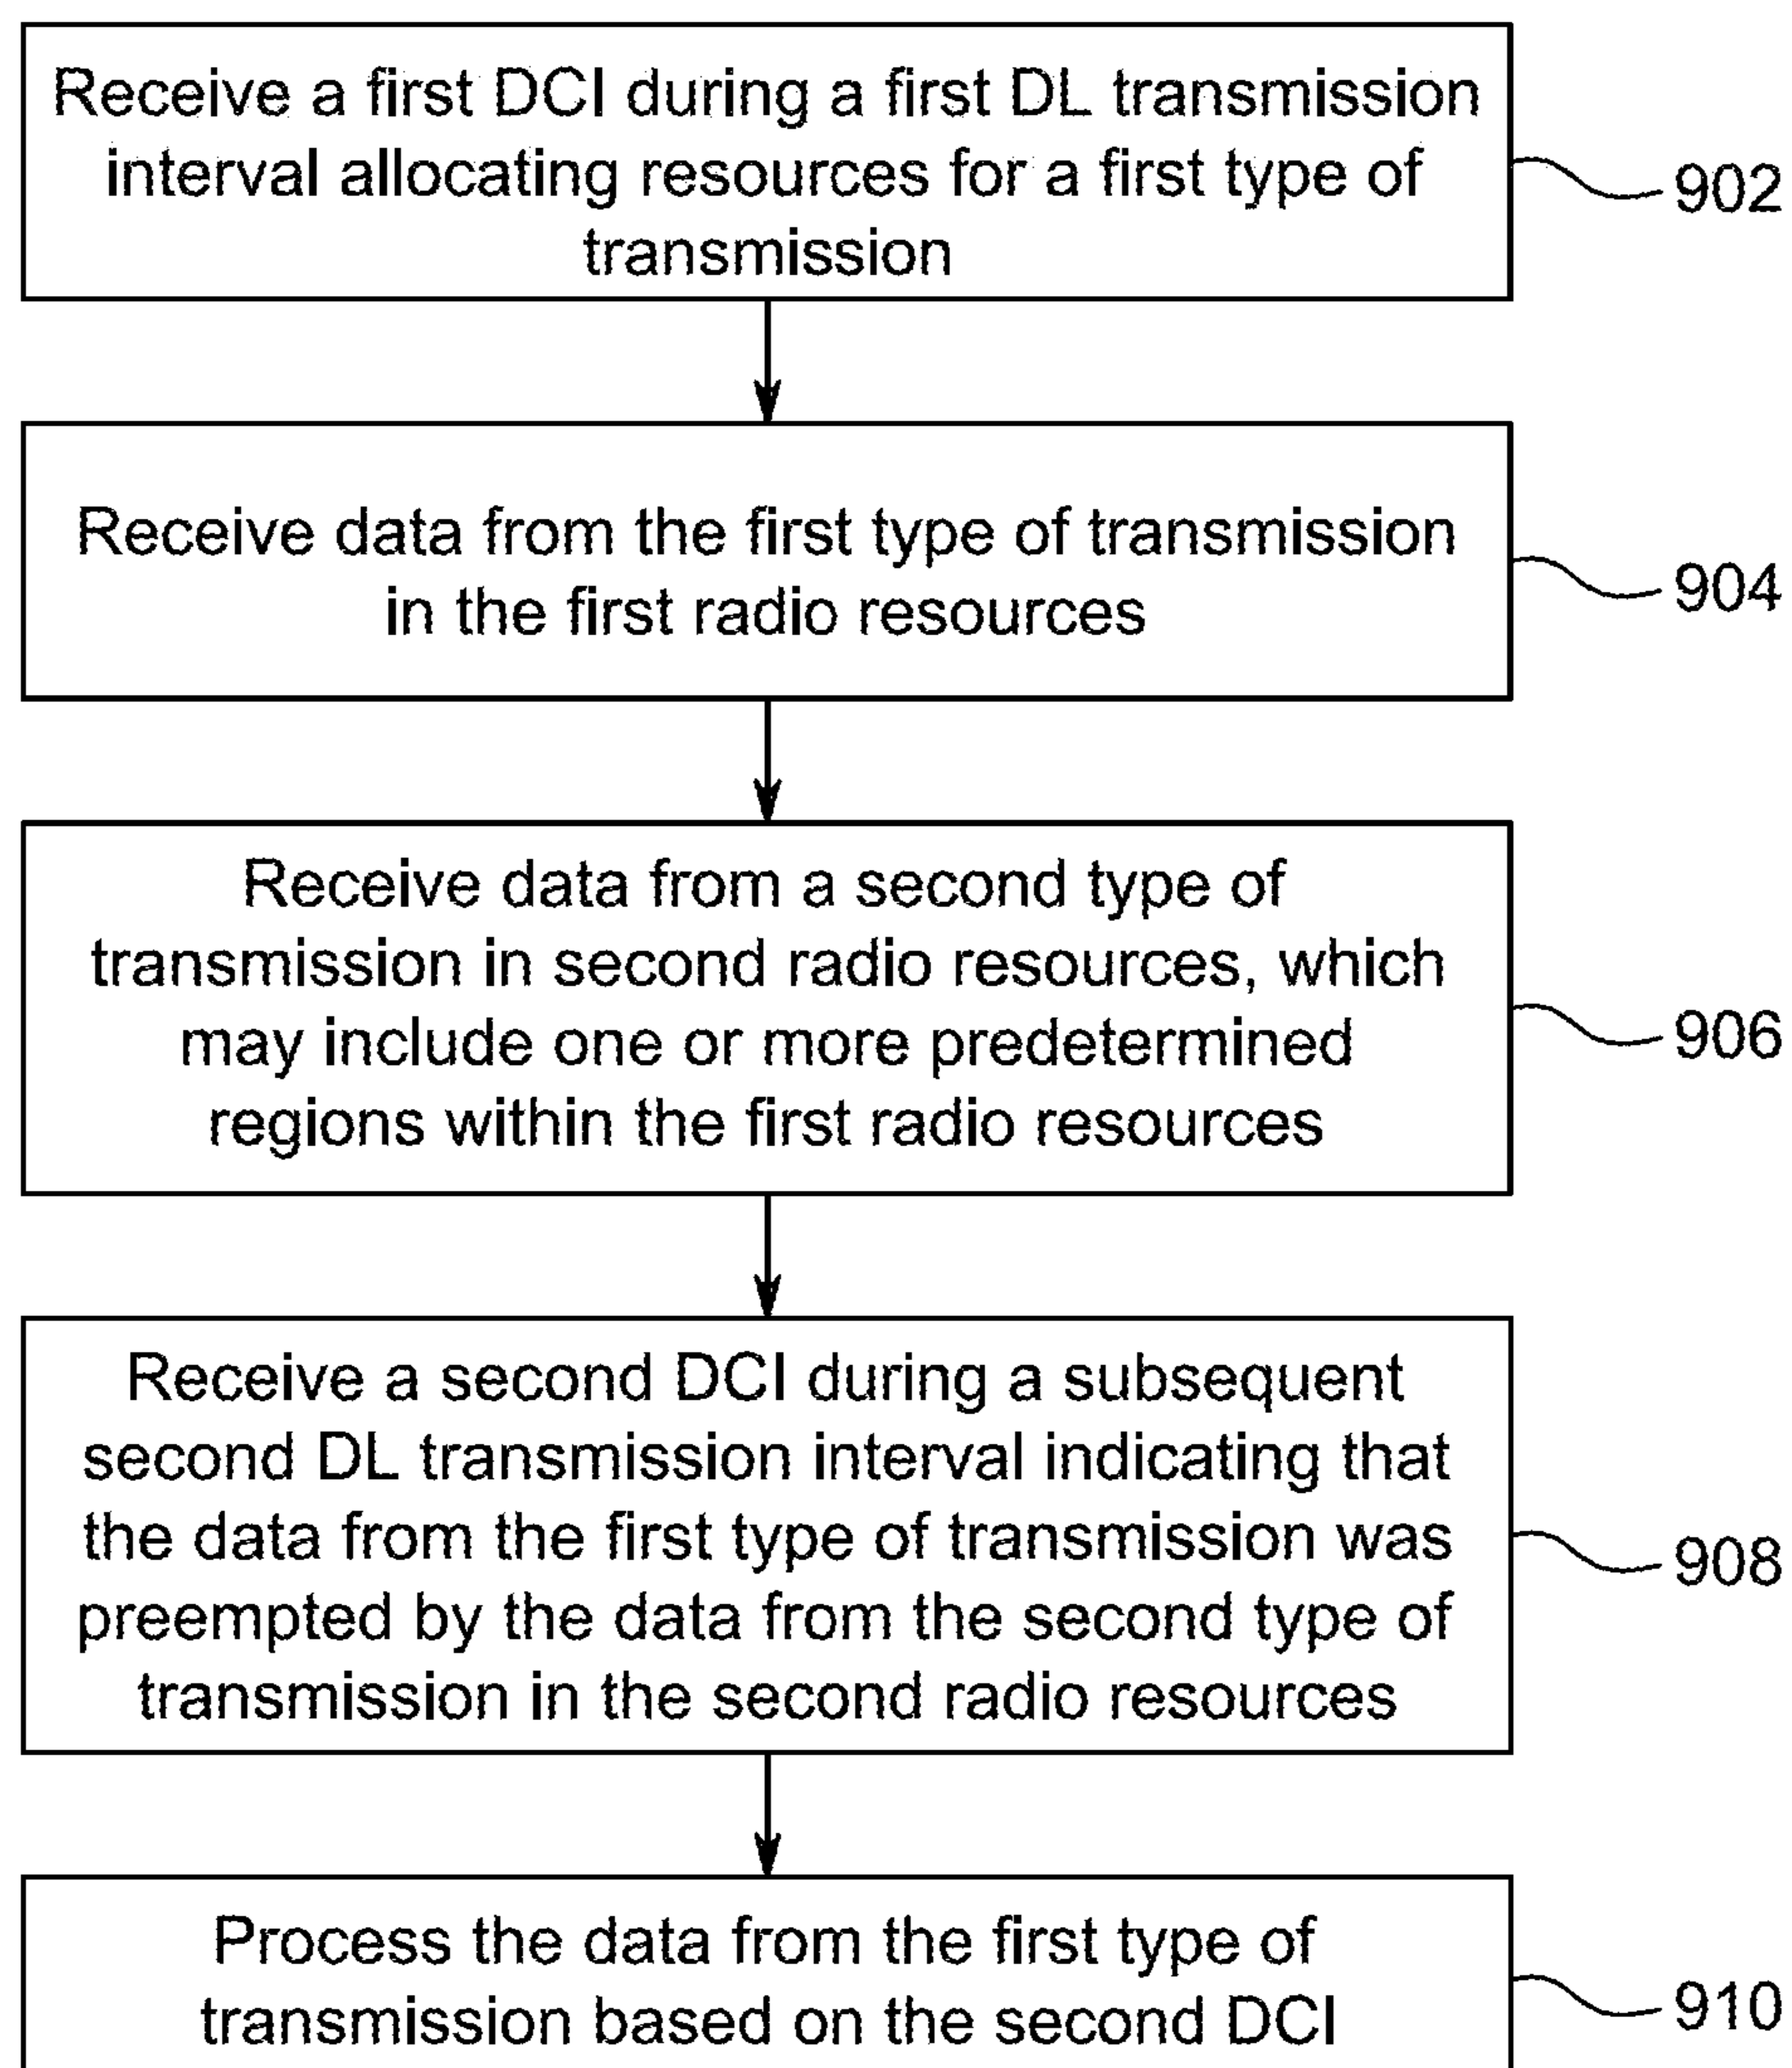 Receive a first DCI during a first DL transmission
interval allocating resources for a first type of
transmission
902
Receive data from the first type of transmission
in the first radio resources
904
Receive data from a second type of
transmission in second radio resources, which
may include one or more predetermined
regions within the first radio resources
906
Receive a second DCI during a subsequent
second DL transmission interval indicating that
the data from the first type of transmission was
preempted by the data from the second type of
transmission in the second radio resources
908
Process the data from the first type of
transmission based on the second DCI
910